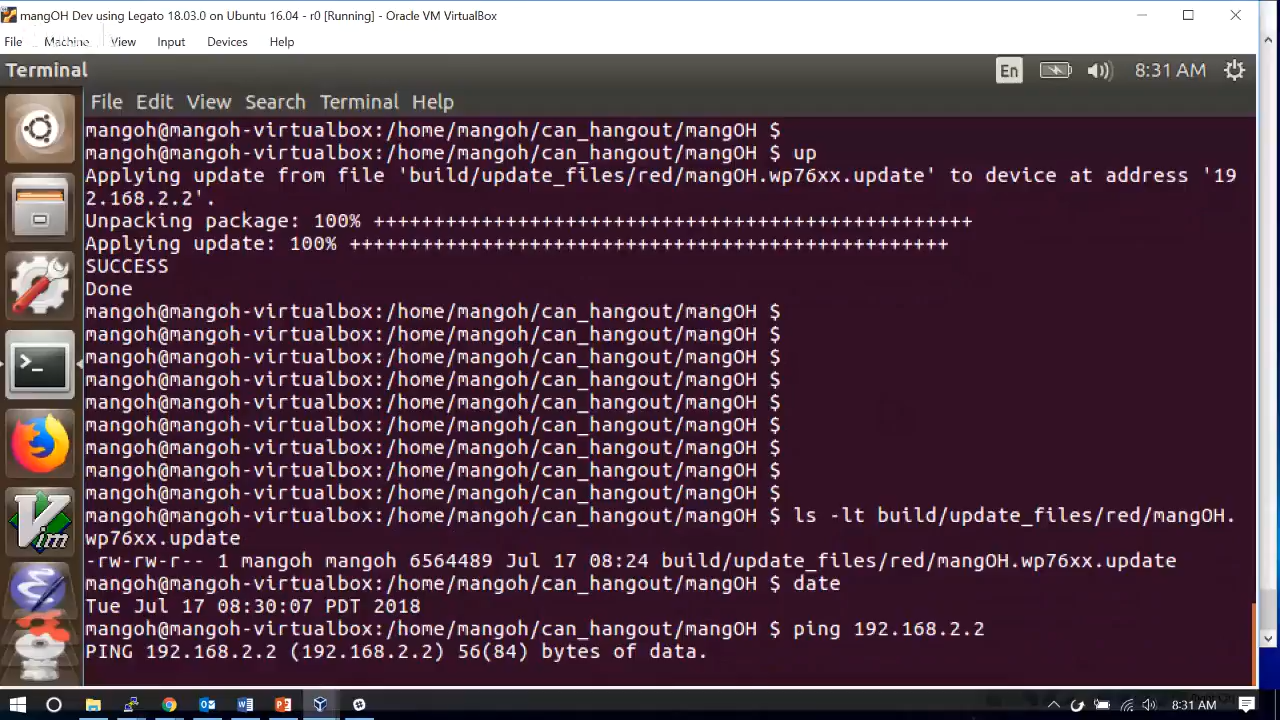 mangOH Dev using Legato 18.03.0 on Ubuntu 16.04 - r0 [Running] - Oracle VM VirtualBox
File Machine View Input Devices Help
Terminal En 8:31 AM
File Edit View Search Terminal Help
mangoh@mangoh-virtualbox:/home/mangoh/can_hangout/mangOH $
mangoh@mangoh-virtualbox:/home/mangoh/can_hangout/mangOH $ up
Applying update from file 'build/update_files/red/mangOH.wp76xx.update' to device at address '19
2.168.2.2'.
Unpacking package: 100% ++++++++++++++++++++++++++++++++++++++++++++++++++
Applying update: 100% ++++++++++++++++++++++++++++++++++++++++++++++++++
SUCCESS
Done
mangoh@mangoh-virtualbox:/home/mangoh/can_hangout/mangOH $
mangoh@mangoh-virtualbox:/home/mangoh/can_hangout/mangOH $
mangoh@mangoh-virtualbox:/home/mangoh/can_hangout/mangOH $
mangoh@mangoh-virtualbox:/home/mangoh/can_hangout/mangOH $
mangoh@mangoh-virtualbox:/home/mangoh/can_hangout/mangOH $
mangoh@mangoh-virtualbox:/home/mangoh/can_hangout/mangOH $
mangoh@mangoh-virtualbox:/home/mangoh/can_hangout/mangOH $
mangoh@mangoh-virtualbox:/home/mangoh/can_hangout/mangOH $
mangoh@mangoh-virtualbox:/home/mangoh/can_hangout/mangOH $
mangoh@mangoh-virtualbox:/home/mangoh/can_hangout/mangOH $ ls -lt build/update_files/red/mangOH.
wp76xx.update
-rw-rw-r-- 1 mangoh mangoh 6564489 Jul 17 08:24 build/update_files/red/mangOH.wp76xx.update
mangoh@mangoh-virtualbox:/home/mangoh/can_hangout/mangOH $ date
Tue Jul 17 08:30:07 PDT 2018
mangoh@mangoh-virtualbox:/home/mangoh/can_hangout/mangOH $ ping 192.168.2.2
PING 192.168.2.2 (192.168.2.2) 56(84) bytes of data.
8:31 AM